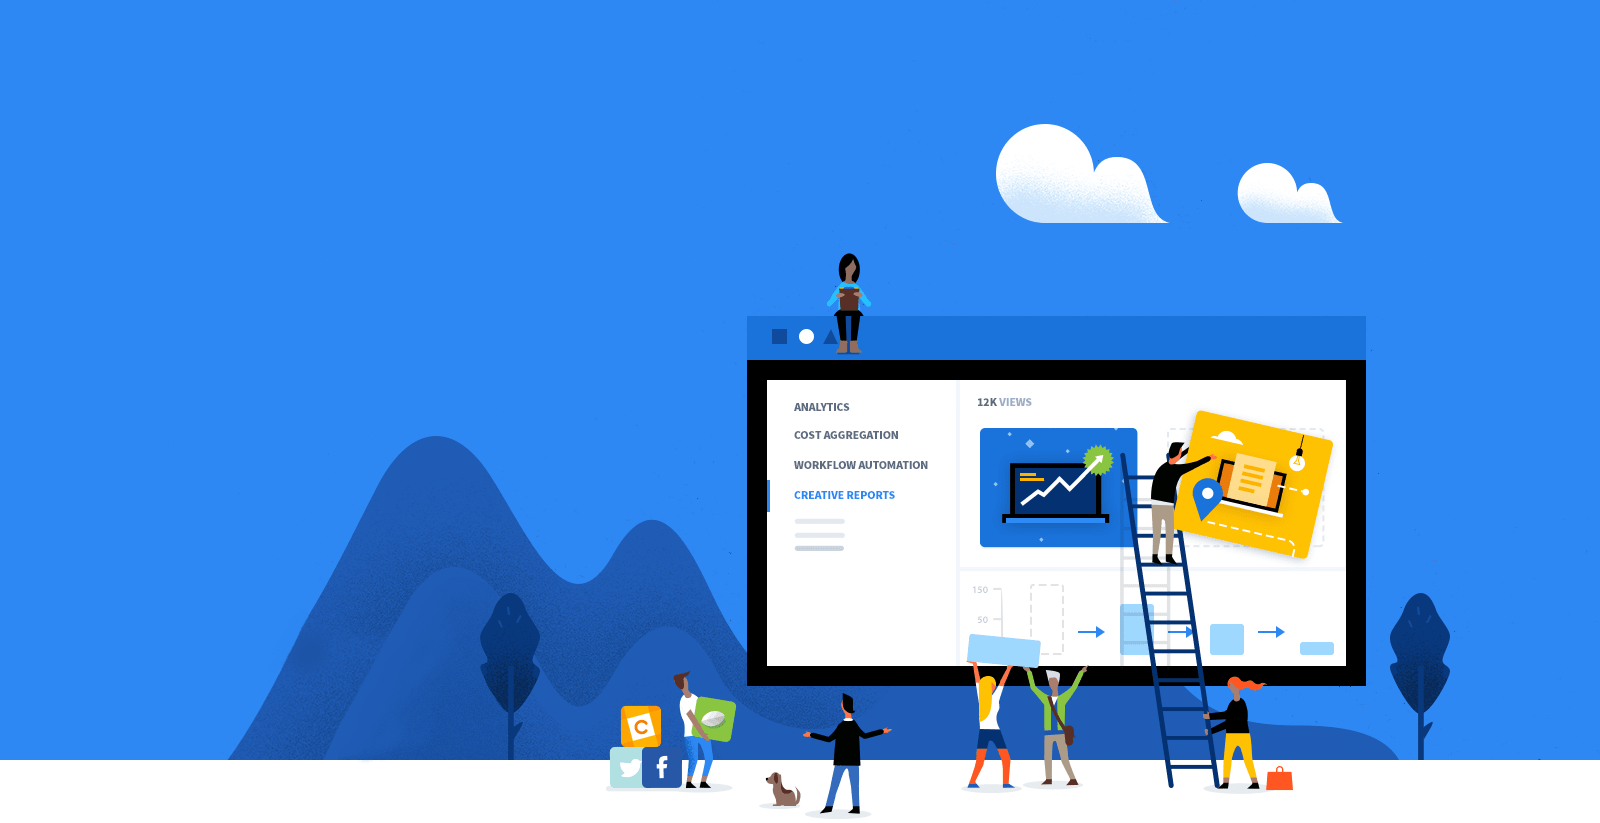 ANALYTICS
COST AGGREGATION
WORKFLOW AUTOMATION
CREATIVE REPORTS
12K VIEWS
150
50
C
f